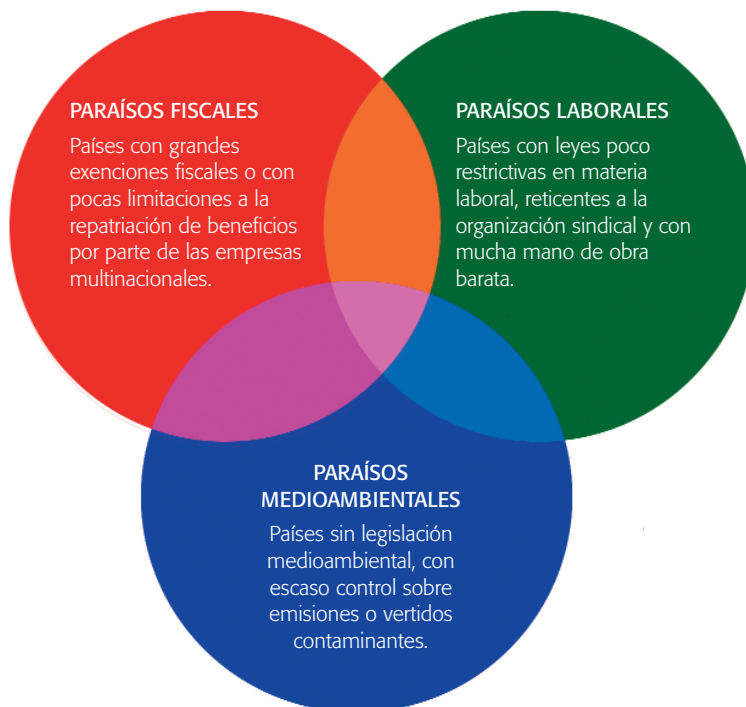 PARAÍSOS FISCALES
Países con grandes
exenciones fiscales o con
pocas limitaciones a la
repatriación de beneficios
por parte de las empresas
multinacionales.
PARAÍSOS LABORALES
Países con leyes poco
restrictivas en materia
laboral, reticentes a la
organización sindical y con
mucha mano de obra
barata.
PARAÍSOS
MEDIOAMBIENTALES
Países sin legislación
medioambiental, con
escaso control sobre
emisiones o vertidos
contaminantes.